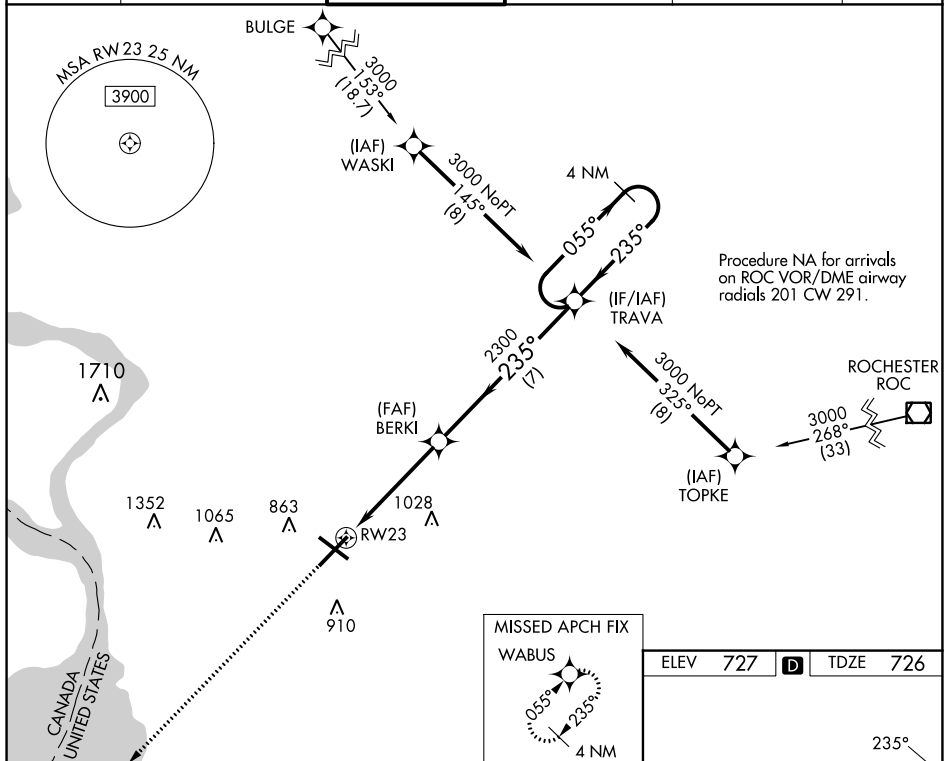 BULGE
3000
153°
(18.7)
MSA RW23 25 NM
3900
(IAF)
WASKI
3000 NoPT
145°
(8)
4 NM
055°
235°
Procedure NA for arrivals
on ROC VOR/DME airway
radials 201 CW 291.
(IF/IAF)
TRAVA
2300
235°
(7)
3000 NoPT
325°
(8)
ROCHESTER
ROC
3000
268°
(33)
1710
(FAF)
BERKI
(IAF)
TOPKE
1352
1065
863
1028
RW23
910
CANADA
UNITED STATES
MISSED APCH FIX
WABUS
055°
235°
4 NM
ELEV 727 D TDZE 726
235°